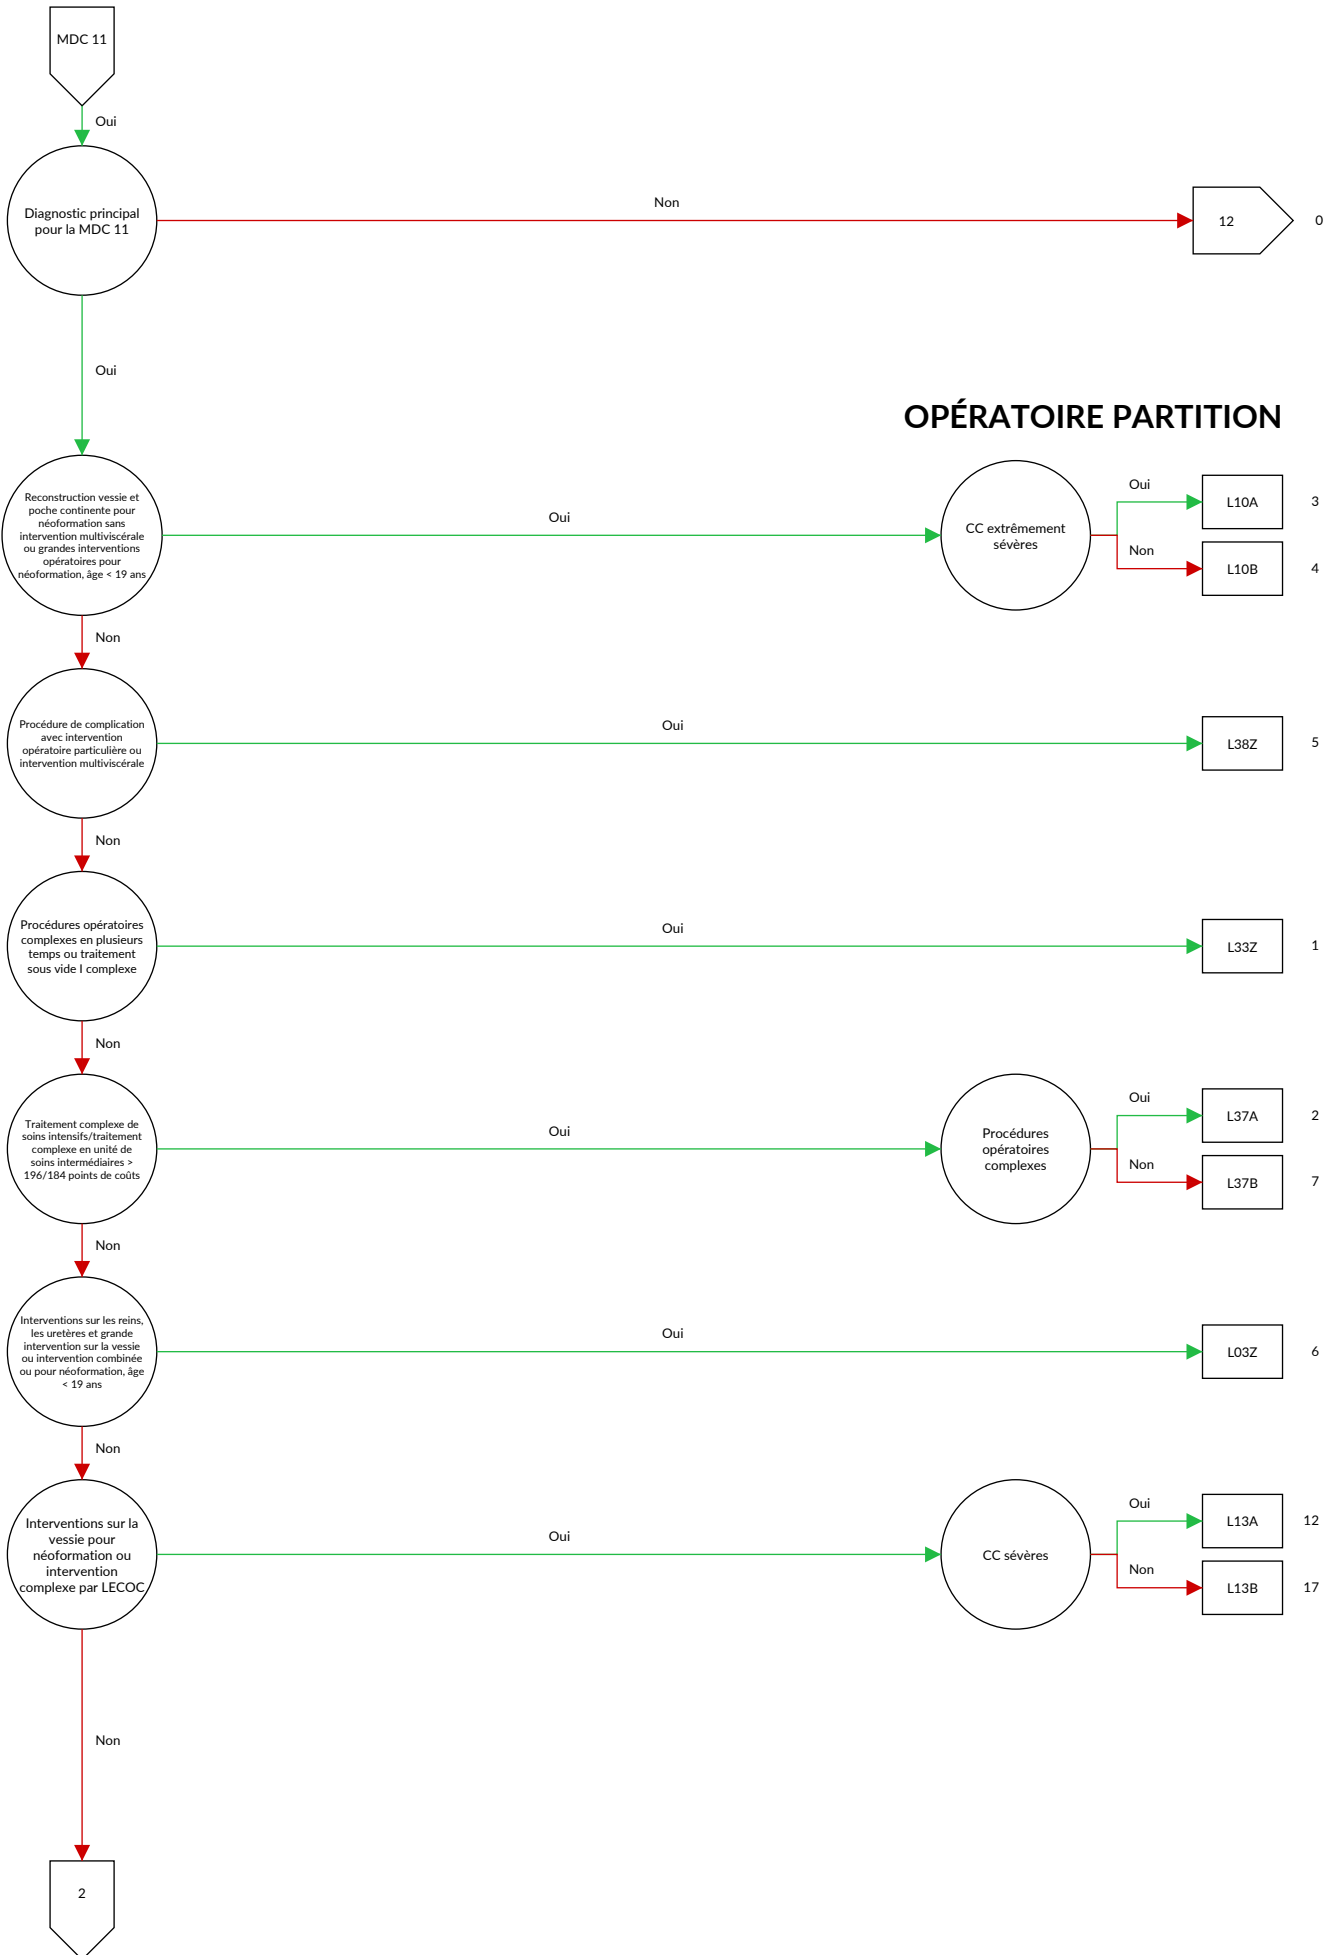 MDC 11
Oui
Diagnostic principal
pour la MDC 11
Non
12
0
Oui
OPÉRATOIRE PARTITION
Reconstruction vessie et
poche continente pour
néoformation sans
intervention multiviscérale
ou grandes interventions
opératoires pour
néoformation, âge < 19 ans
Oui
CC extrêmement
sévères
Oui
L10A
3
Non
L10B
4
Non
Procédure de complication
avec intervention
opératoire particulière ou
intervention multiviscérale
Oui
L38Z
5
Non
Procédures opératoires
complexes en plusieurs
temps ou traitement
sous vide I complexe
Oui
L33Z
1
Non
Traitement complexe de
soins intensifs/traitement
complexe en unité de
soins intermédiaires >
196/184 points de coûts
Oui
Procédures
opératoires
complexes
Oui
L37A
2
Non
L37B
7
Non
Interventions sur les reins,
les uretères et grande
intervention sur la vessie
ou intervention combinée
ou pour néoformation, âge
< 19 ans
Oui
L03Z
6
Non
Interventions sur la
vessie pour
néoformation ou
intervention
complexe par LECOC
Oui
CC sévères
Oui
L13A
12
Non
L13B
17
Non
2